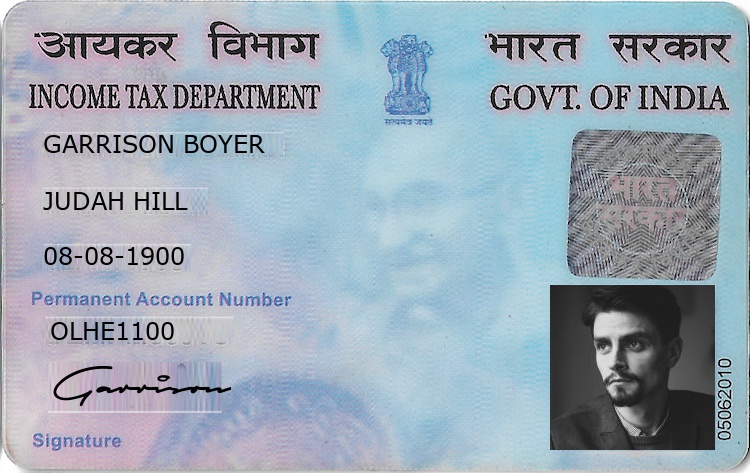 आयकर विभाग भारत सरकार
INCOME TAX DEPARTMENT GOVT. OF INDIA
सत्यमेव जयते
GARRISON BOYER
भारत सरकार
JUDAH HILL
08-08-1900
Permanent Account Number
OLHE1100
Garrison
05062010
Signature